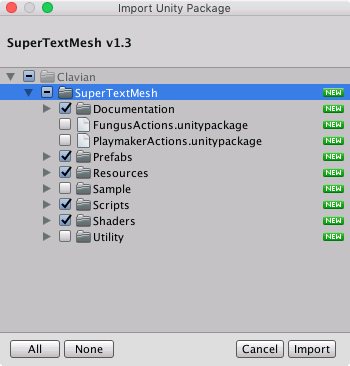 Import Unity Package
SuperTextMesh v1.3
Clavian
SuperTextMesh NEW
Documentation NEW
FungusActions.unitypackage NEW
PlaymakerActions.unitypackage NEW
Prefabs NEW
Resources NEW
Sample NEW
Scripts NEW
Shaders NEW
Utility NEW
All None Cancel Import